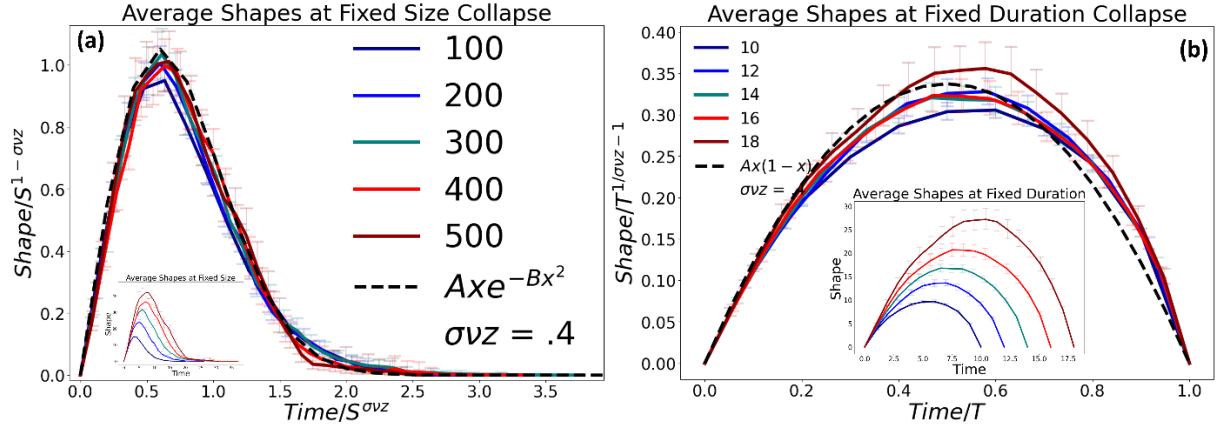 Average Shapes at Fixed Size Collapse
(a)
Shape/S^{1 − σνz}
1.0
0.8
0.6
0.4
0.2
0.0
100
200
300
400
500
Axe^{−Bx^2}
σνz = .4
Average Shapes at Fixed Size
Shape
Time
0.0 0.5 1.0 1.5 2.0 2.5 3.0 3.5
Time/S^{σνz}
Average Shapes at Fixed Duration Collapse
(b)
Shape/T^{1/σνz − 1}
0.40
0.35
0.30
0.25
0.20
0.15
0.10
0.05
0.00
10
12
14
16
18
Ax(1 − x)
σνz =
Average Shapes at Fixed Duration
Shape
30
25
20
15
10
5
0
0.0 2.5 5.0 7.5 10.0 12.5 15.0 17.5
Time
0.0 0.2 0.4 0.6 0.8 1.0
Time/T